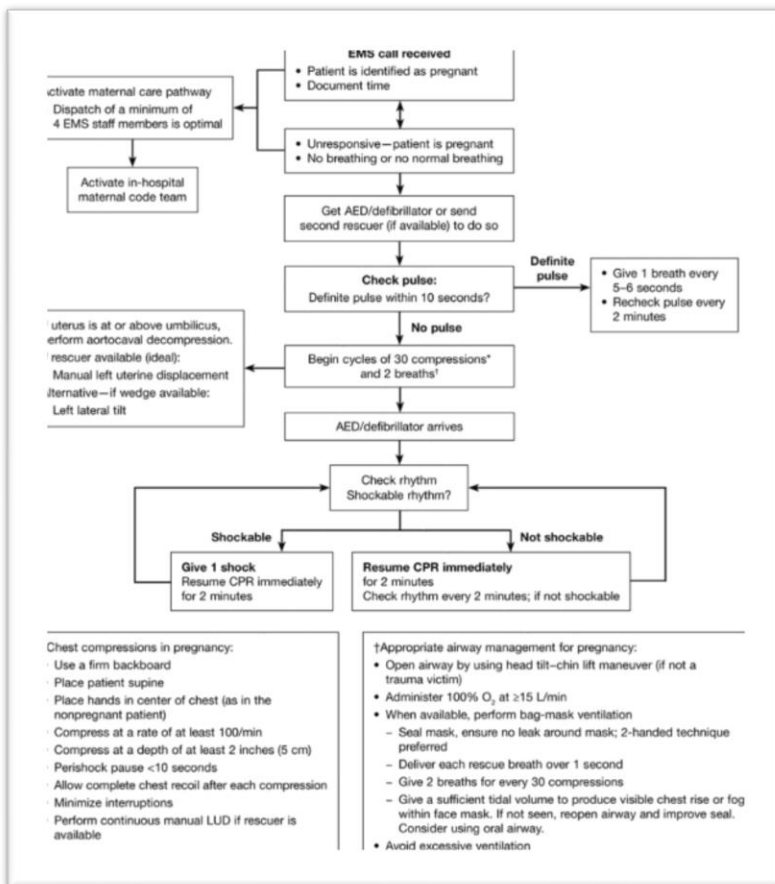 EMS call received
• Patient is identified as pregnant
• Document time
ctivate maternal care pathway
Dispatch of a minimum of
4 EMS staff members is optimal
• Unresponsive—patient is pregnant
• No breathing or no normal breathing
Activate in-hospital
maternal code team
Get AED/defibrillator or send
second rescuer (if available) to do so
Check pulse:
Definite pulse within 10 seconds?
Definite
pulse
• Give 1 breath every
5–6 seconds
• Recheck pulse every
2 minutes
No pulse
uterus is at or above umbilicus,
erform aortocaval decompression.
rescuer available (ideal):
Manual left uterine displacement
lternative—if wedge available:
Left lateral tilt
Begin cycles of 30 compressions*
and 2 breaths†
AED/defibrillator arrives
Check rhythm
Shockable rhythm?
Shockable
Not shockable
Give 1 shock
Resume CPR immediately
for 2 minutes
Resume CPR immediately
for 2 minutes
Check rhythm every 2 minutes; if not shockable
Chest compressions in pregnancy:
Use a firm backboard
Place patient supine
Place hands in center of chest (as in the
nonpregnant patient)
Compress at a rate of at least 100/min
Compress at a depth of at least 2 inches (5 cm)
Perishock pause <10 seconds
Allow complete chest recoil after each compression
Minimize interruptions
Perform continuous manual LUD if rescuer is
available
†Appropriate airway management for pregnancy:
• Open airway by using head tilt–chin lift maneuver (if not a
trauma victim)
• Administer 100% O₂ at ≥15 L/min
• When available, perform bag-mask ventilation
– Seal mask, ensure no leak around mask; 2-handed technique
preferred
– Deliver each rescue breath over 1 second
– Give 2 breaths for every 30 compressions
– Give a sufficient tidal volume to produce visible chest rise or fog
within face mask. If not seen, reopen airway and improve seal.
Consider using oral airway.
• Avoid excessive ventilation